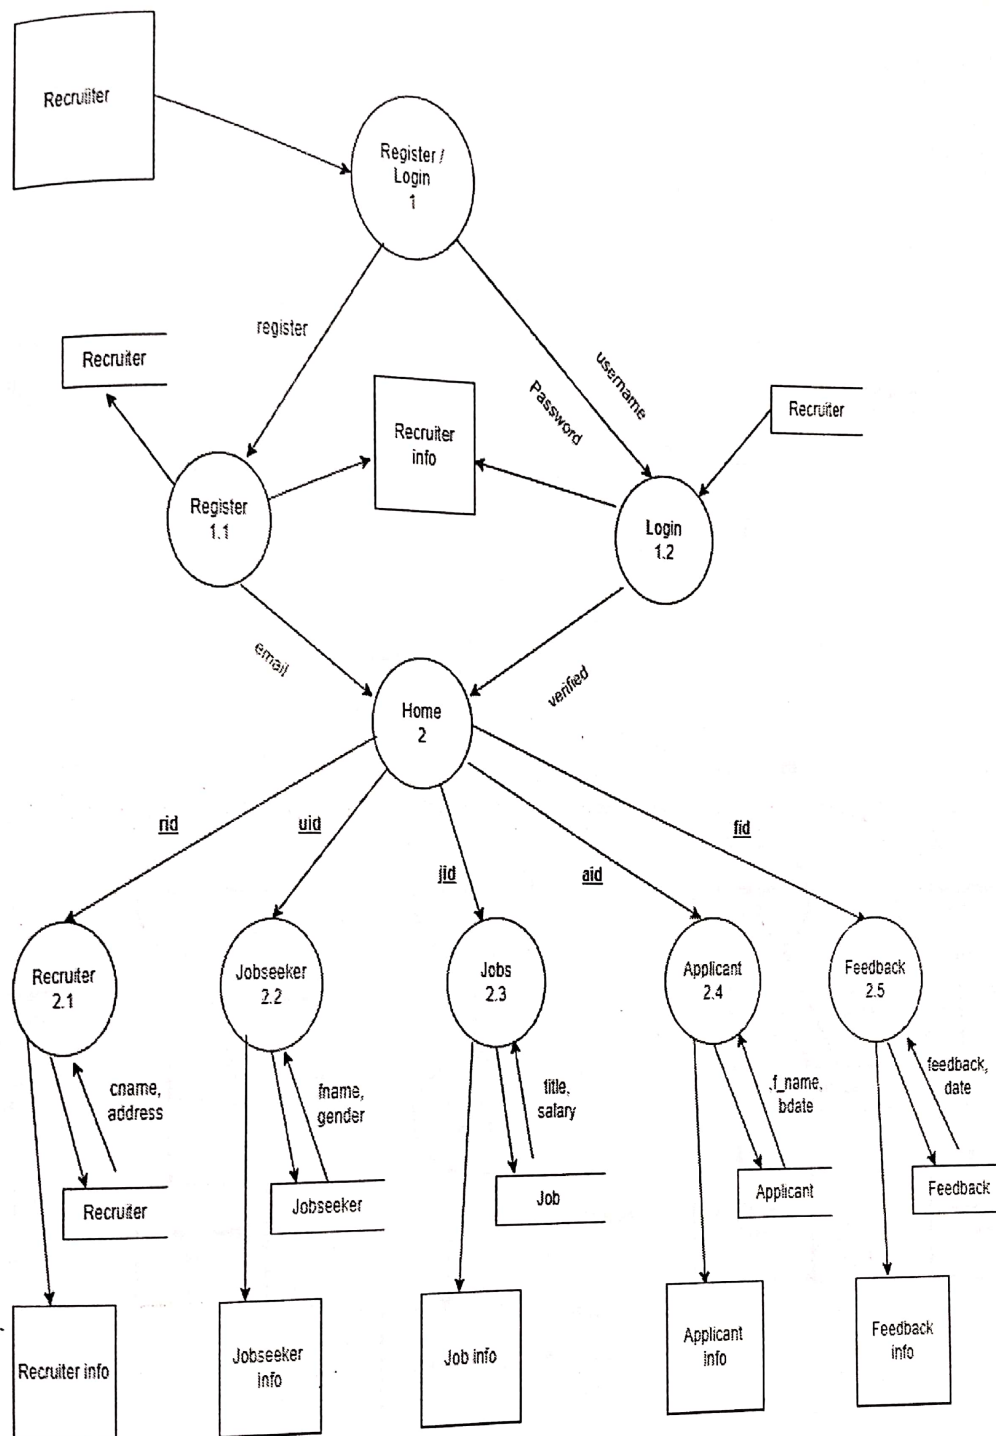 Recruiiter
Register /
Login
1
register
username
Password
Recruiter
Recruiter
info
Recruiter
Register
1.1
Login
1.2
email
verified
Home
2
rid
uid
jid
aid
fid
Recruiter
2.1
Jobseeker
2.2
Jobs
2.3
Applicant
2.4
Feedback
2.5
cname,
address
fname,
gender
title,
salary
f_name,
bdate
feedback,
date
Recruiter
Jobseeker
Job
Applicant
Feedback
Recruiter info
Jobseeker
info
Job info
Applicant
info
Feedback
info